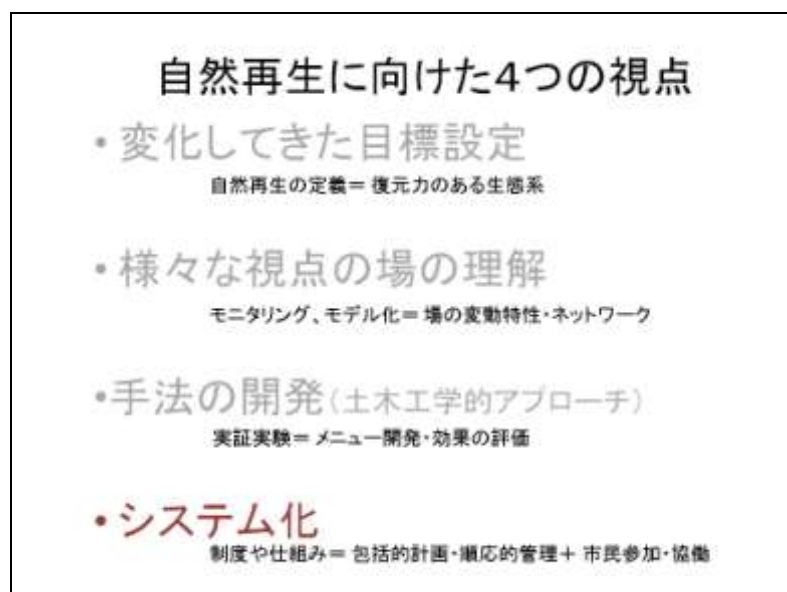 自然再生に向けた4つの視点
• 変化してきた目標設定
自然再生の定義= 復元力のある生態系
• 様々な視点の場の理解
モニタリング、モデル化= 場の変動特性・ネットワーク
•手法の開発(土木工学的アプローチ)
実証実験= メニュー開発・効果の評価
• システム化
制度や仕組み= 包括的計画・順応的管理+ 市民参加・協働